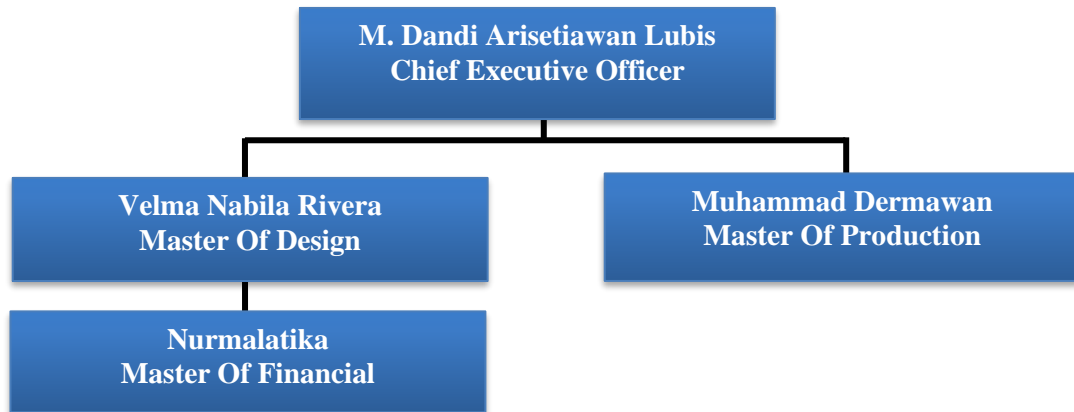 M. Dandi Arisetiawan Lubis
Chief Executive Officer
Velma Nabila Rivera
Master Of Design
Muhammad Dermawan
Master Of Production
Nurmalatika
Master Of Financial